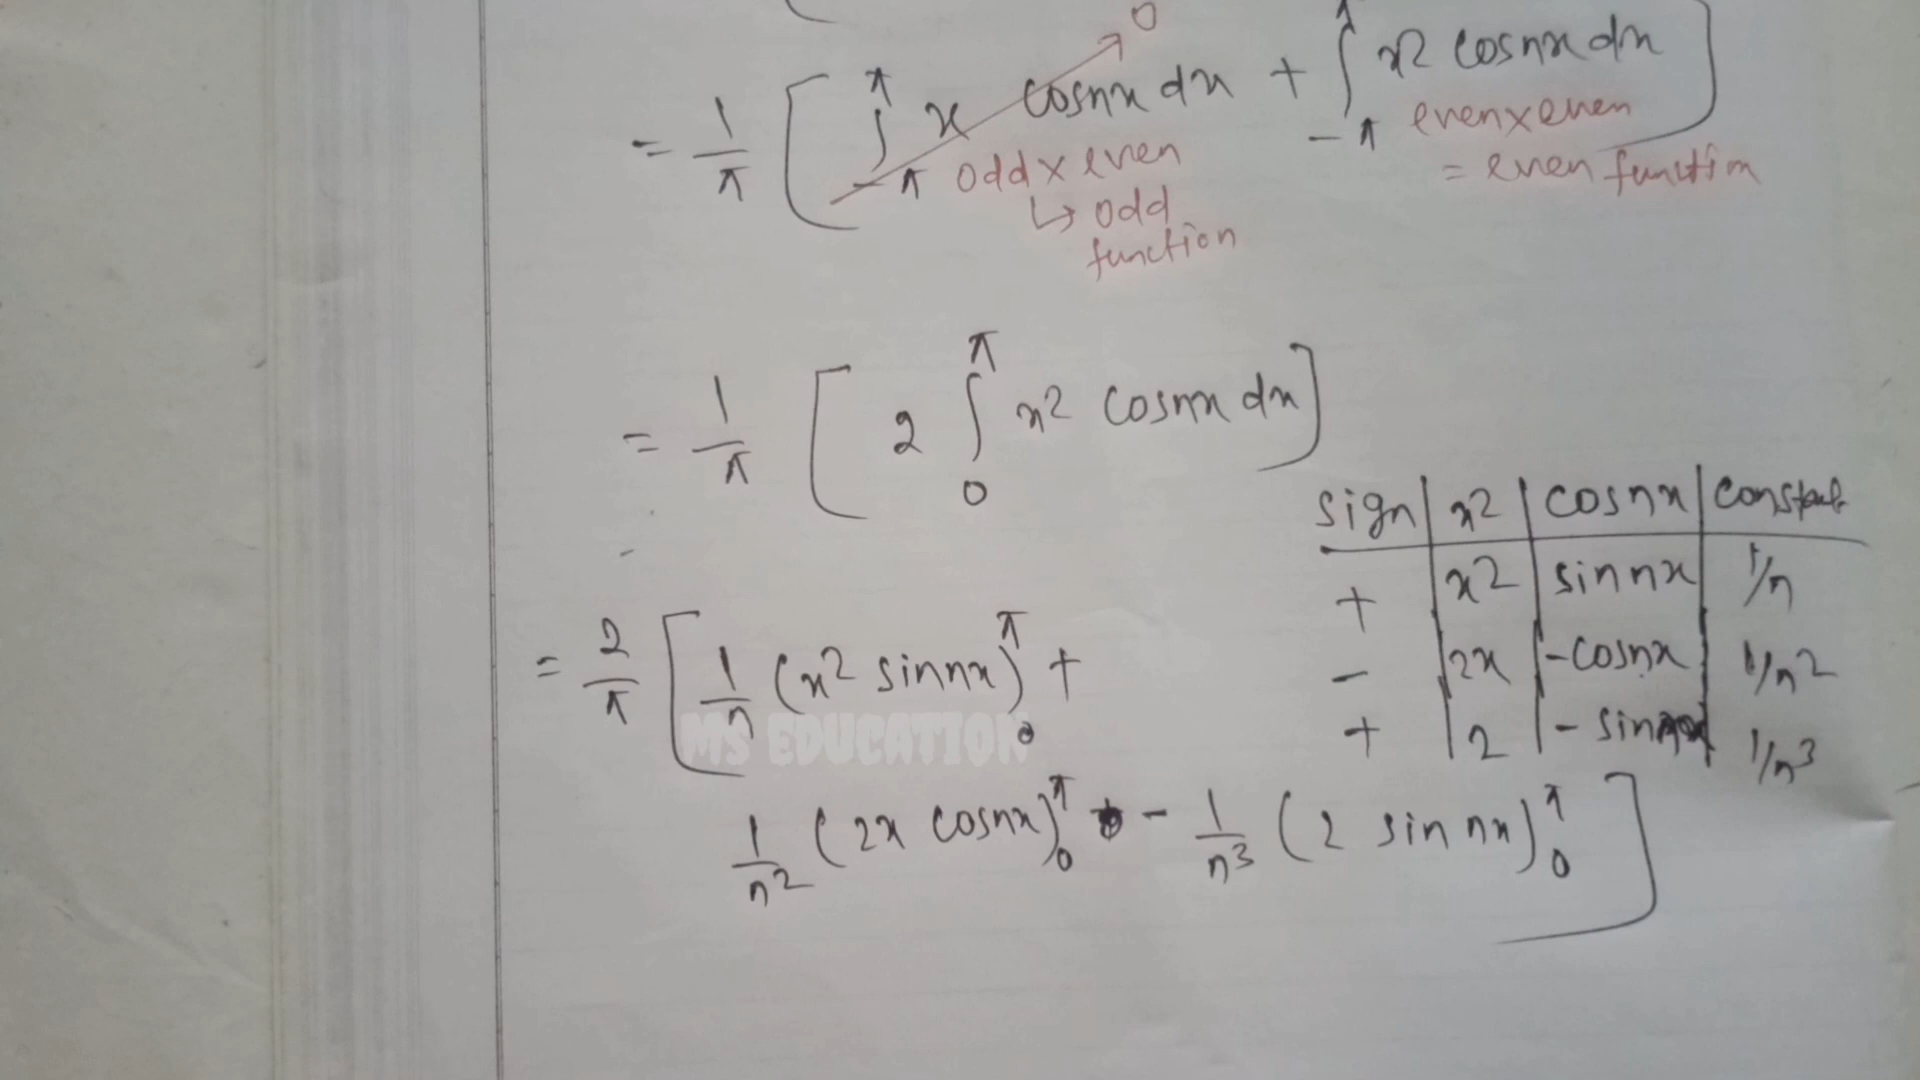 0
= 1/π [ ∫_{-π}^{π} x cosnx dx + ∫_{-π}^{π} x2 cosnx dx ]
odd x even
↳ odd
function
even x even
= even function
= 1/π [ 2 ∫_0^π x2 cosnx dx ]
sign | x2 | cosnx | constant
+ | x2 | sin nx | 1/n
- | 2x | -cosnx | 1/n2
+ | 2 | - sinnx | 1/n3
= 2/π [ 1/n (x2 sinnx)_0^π +
MS EDUCATION
1/n2 (2x cosnx)_0^π - 1/n3 (2 sin nx)_0^π ]